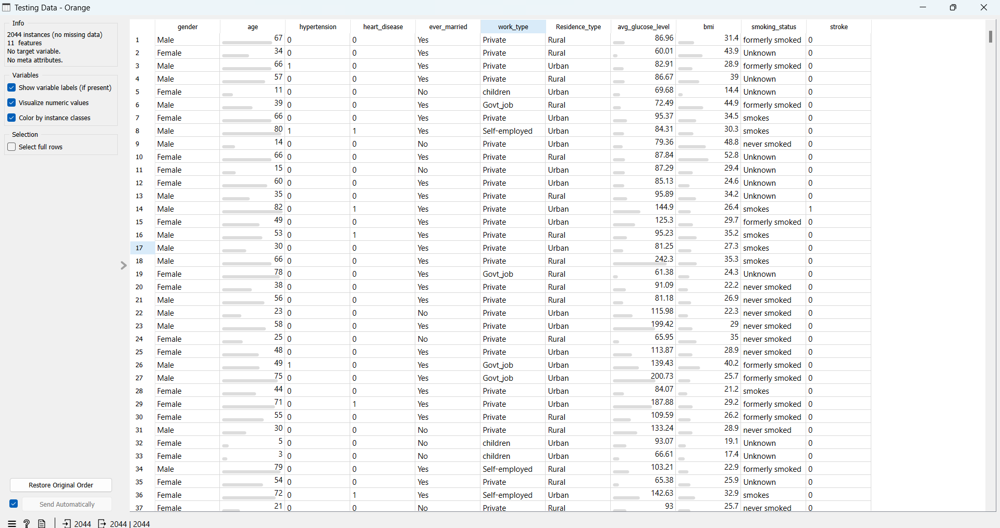 Testing Data - Orange
Info
2044 instances (no missing data)
11 features
No target variable.
No meta attributes.
Variables
Show variable labels (if present)
Visualize numeric values
Color by instance classes
Selection
Select full rows
gender age hypertension heart_disease ever_married work_type Residence_type avg_glucose_level bmi smoking_status stroke
1 Male 67 0 0 Yes Private Rural 86.96 31.4 formerly smoked 0
2 Female 34 0 0 Yes Private Rural 60.01 43.9 Unknown 0
3 Male 66 1 0 Yes Private Urban 82.91 28.9 formerly smoked 0
4 Male 57 0 0 Yes Private Rural 86.67 39 Unknown 0
5 Female 11 0 0 No children Urban 69.68 14.4 Unknown 0
6 Male 39 0 0 Yes Govt_job Rural 72.49 44.9 formerly smoked 0
7 Female 66 0 0 Yes Private Urban 95.37 34.5 smokes 0
8 Male 80 1 1 Yes Self-employed Urban 84.31 30.3 smokes 0
9 Male 14 0 0 No Private Urban 79.36 48.8 never smoked 0
10 Female 66 0 0 Yes Private Rural 87.84 52.8 Unknown 0
11 Female 15 0 0 No Private Urban 87.29 29.4 Unknown 0
12 Female 60 0 0 Yes Private Urban 85.13 24.6 Unknown 0
13 Male 35 0 0 Yes Private Rural 95.89 34.2 Unknown 0
14 Male 82 0 1 Yes Private Urban 144.9 26.4 smokes 1
15 Female 49 0 0 Yes Private Urban 125.3 29.7 formerly smoked 0
16 Male 53 0 1 Yes Private Rural 95.23 35.2 smokes 0
17 Male 30 0 0 Yes Private Urban 81.25 27.3 smokes 0
18 Male 66 0 0 Yes Private Rural 242.3 35.3 smokes 0
19 Female 78 0 0 Yes Govt_job Rural 61.38 24.3 Unknown 0
20 Female 38 0 0 Yes Private Rural 91.09 22.2 never smoked 0
21 Male 56 0 0 Yes Private Rural 81.18 26.9 never smoked 0
22 Male 23 0 0 No Private Urban 115.98 22.3 never smoked 0
23 Male 58 0 0 Yes Private Urban 199.42 29 never smoked 0
24 Female 25 0 0 No Private Rural 65.95 35 never smoked 0
25 Female 48 0 0 Yes Private Urban 113.87 28.9 never smoked 0
26 Male 49 1 0 Yes Govt_job Urban 139.43 40.2 formerly smoked 0
27 Male 75 0 0 Yes Govt_job Urban 200.73 25.7 formerly smoked 0
28 Female 44 0 0 Yes Private Urban 84.07 21.2 smokes 0
29 Female 71 0 1 Yes Private Urban 187.88 29.2 formerly smoked 0
30 Female 55 0 0 Yes Private Rural 109.59 26.2 formerly smoked 0
31 Male 30 0 0 No Private Rural 133.24 28.9 never smoked 0
32 Female 5 0 0 No children Urban 93.07 19.1 Unknown 0
33 Female 3 0 0 No children Urban 66.61 17.4 Unknown 0
34 Male 79 0 0 Yes Self-employed Rural 103.21 22.9 formerly smoked 0
35 Female 54 0 0 Yes Private Rural 65.38 25.9 Unknown 0
36 Female 72 0 1 Yes Self-employed Urban 142.63 32.9 smokes 0
37 Female 21 0 0 No Private Rural 93 25.7 never smoked 0
Restore Original Order
Send Automatically
2044 2044 | 2044